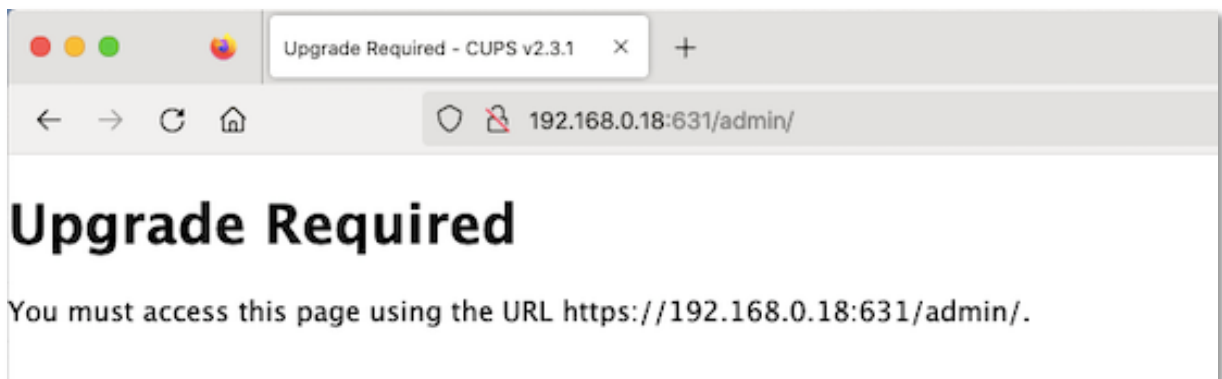 Upgrade Required - CUPS v2.3.1
192.168.0.18:631/admin/
Upgrade Required
You must access this page using the URL https://192.168.0.18:631/admin/.